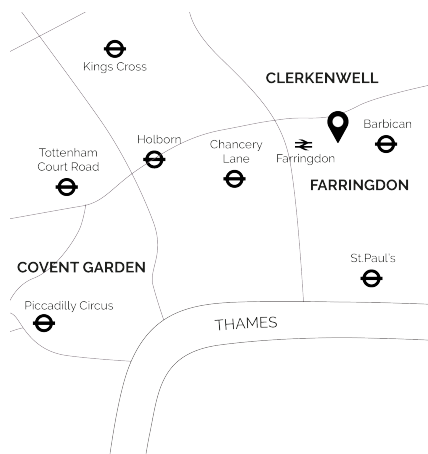 Kings Cross
CLERKENWELL
Barbican
Holborn
Chancery
Lane
Tottenham
Court Road
Farringdon
FARRINGDON
St.Paul's
COVENT GARDEN
Piccadilly Circus
THAMES